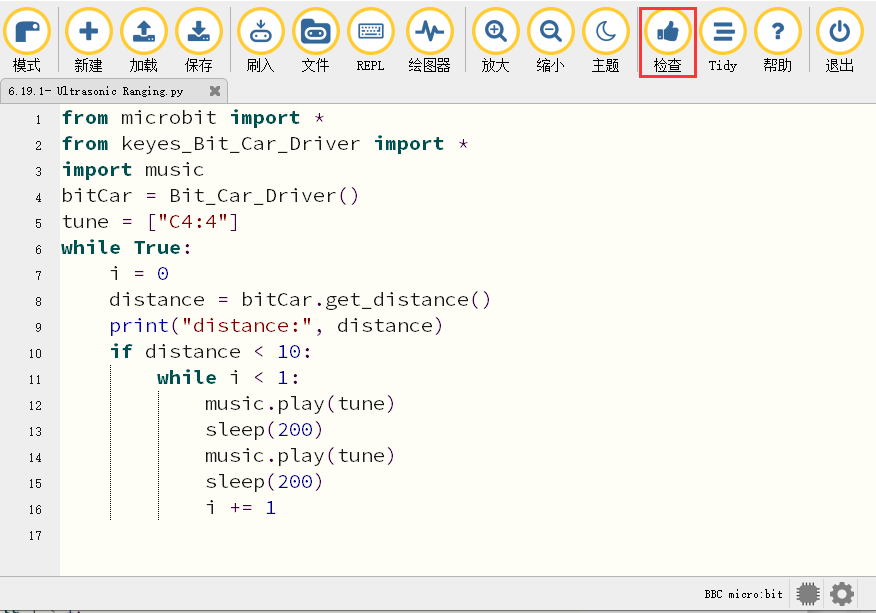 模式 新建 加载 保存 刷入 文件 REPL 绘图器 放大 缩小 主题 检查 Tidy 帮助 退出
6.19.1- Ultrasonic Ranging.py
1 from microbit import *
2 from keyes_Bit_Car_Driver import *
3 import music
4 bitCar = Bit_Car_Driver()
5 tune = ["C4:4"]
6 while True:
7     i = 0
8     distance = bitCar.get_distance()
9     print("distance:", distance)
10     if distance < 10:
11         while i < 1:
12             music.play(tune)
13             sleep(200)
14             music.play(tune)
15             sleep(200)
16             i += 1
17
BBC micro:bit